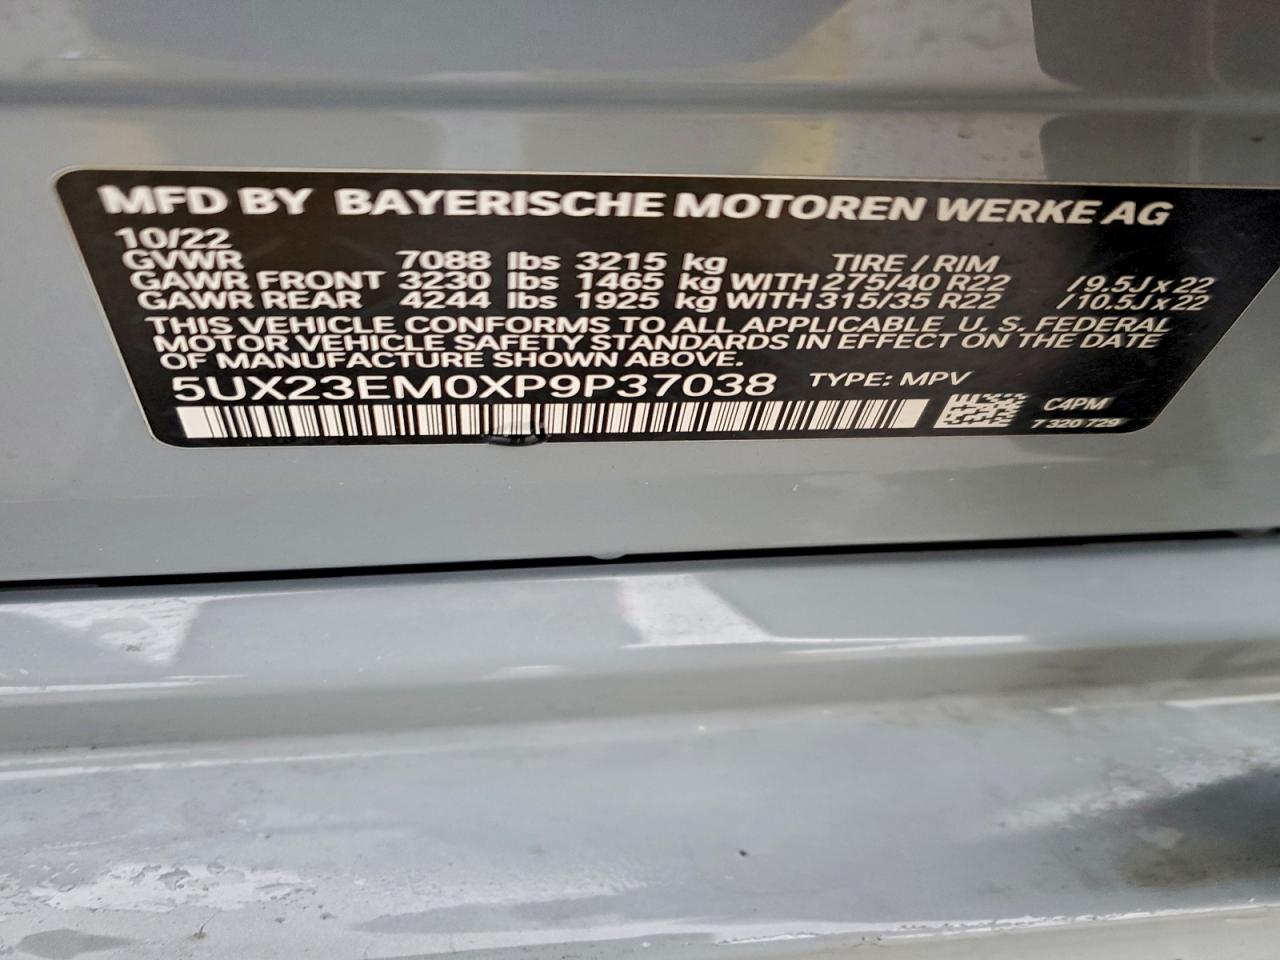 MFD BY BAYERISCHE MOTOREN WERKE AG
10/22
GVWR 7088 lbs 3215 kg TIRE / RIM
GAWR FRONT 3230 lbs 1465 kg WITH 275/40 R22 / 9.5J x 22
GAWR REAR 4244 lbs 1925 kg WITH 315/35 R22 / 10.5J x 22
THIS VEHICLE CONFORMS TO ALL APPLICABLE U. S. FEDERAL
MOTOR VEHICLE SAFETY STANDARDS IN EFFECT ON THE DATE
OF MANUFACTURE SHOWN ABOVE.
5UX23EM0XP9P37038 TYPE: MPV
C4PM
7 320 729